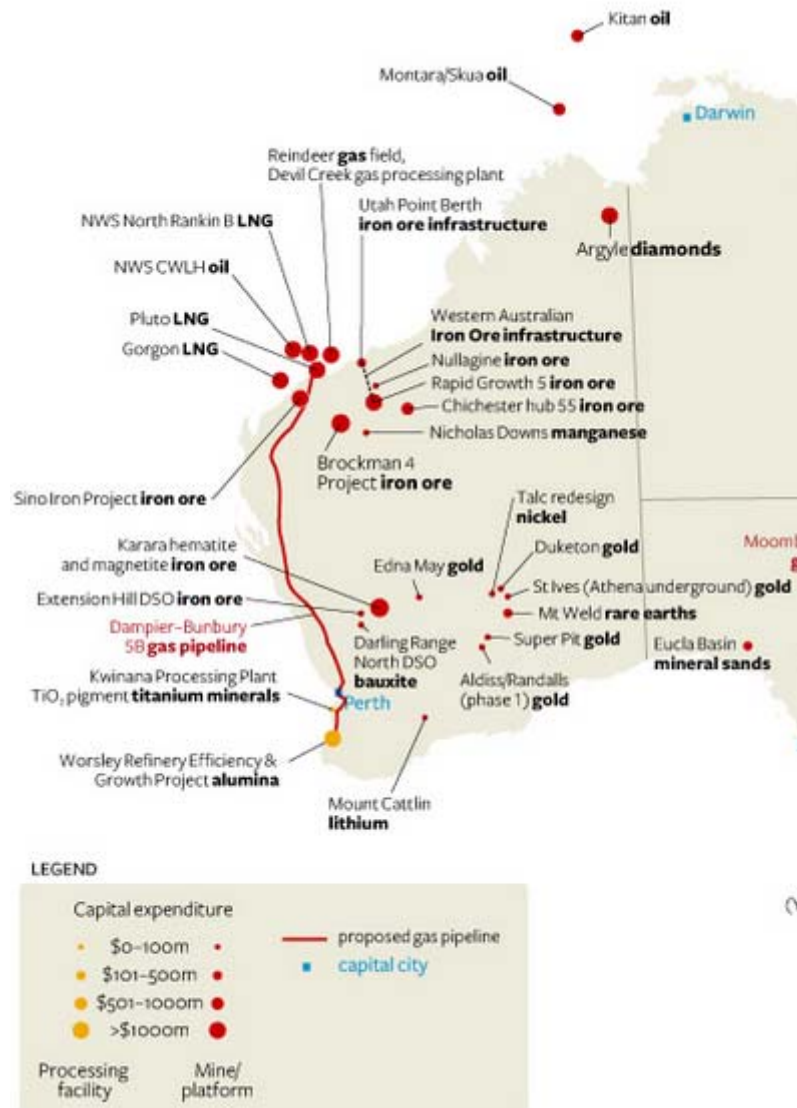 Kitan oil
Montara/Skua oil
Darwin
Reindeer gas field,
Devil Creek gas processing plant
Utah Point Berth
iron ore infrastructure
NWS North Rankin B LNG
Argyle diamonds
NWS CWLH oil
Western Australian
Iron Ore infrastructure
Pluto LNG
Gorgon LNG
Nullagine iron ore
Rapid Growth 5 iron ore
Chichester hub 55 iron ore
Nicholas Downs manganese
Brockman 4
Project iron ore
Sino Iron Project iron ore
Talc redesign
nickel
Karara hematite
and magnetite iron ore
Edna May gold
Duketon gold
Extension Hill DSO iron ore
St Ives (Athena underground) gold
Mt Weld rare earths
Dampier–Bunbury
5B gas pipeline
Darling Range
North DSO
bauxite
Super Pit gold
Eucla Basin
mineral sands
Aldiss/Randalls
(phase 1) gold
Kwinana Processing Plant
TiO₂ pigment titanium minerals
Perth
Worsley Refinery Efficiency &
Growth Project alumina
Mount Cattlin
lithium
LEGEND
Capital expenditure
$0–100m
$101–500m
$501–1000m
>$1000m
proposed gas pipeline
capital city
Processing
facility
Mine/
platform